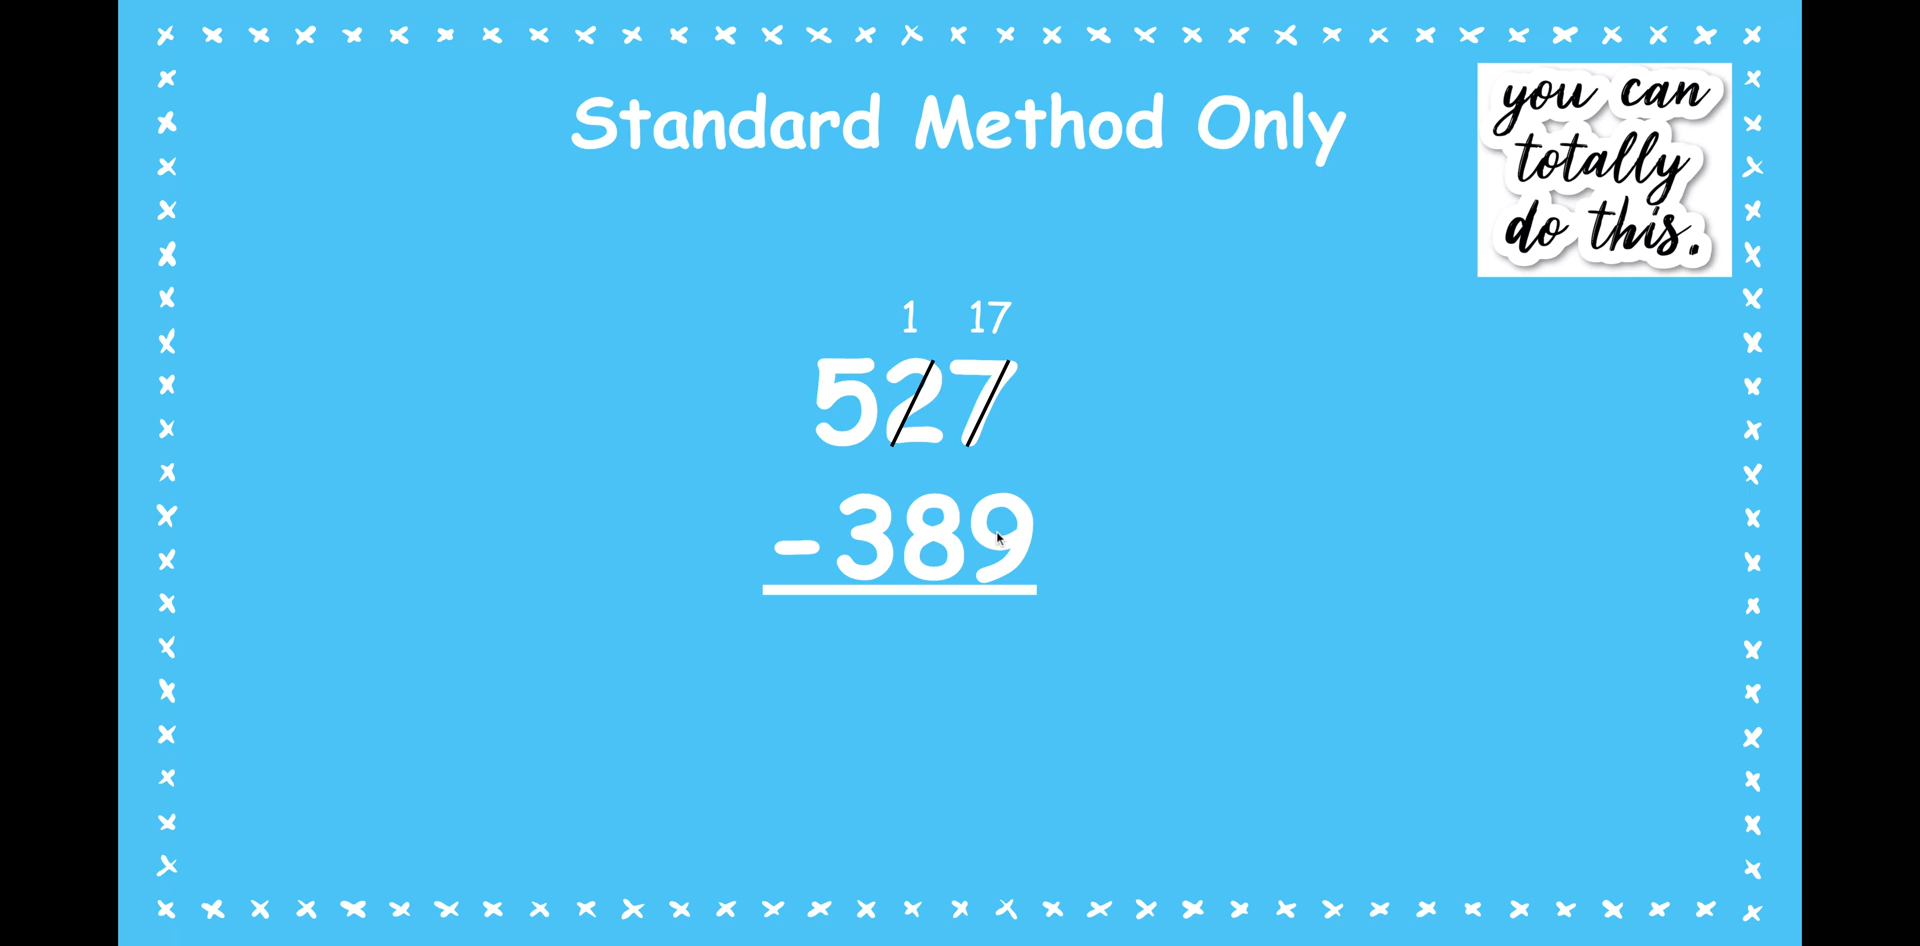 Standard Method Only
you can
totally
do this.
1 17
527
-389